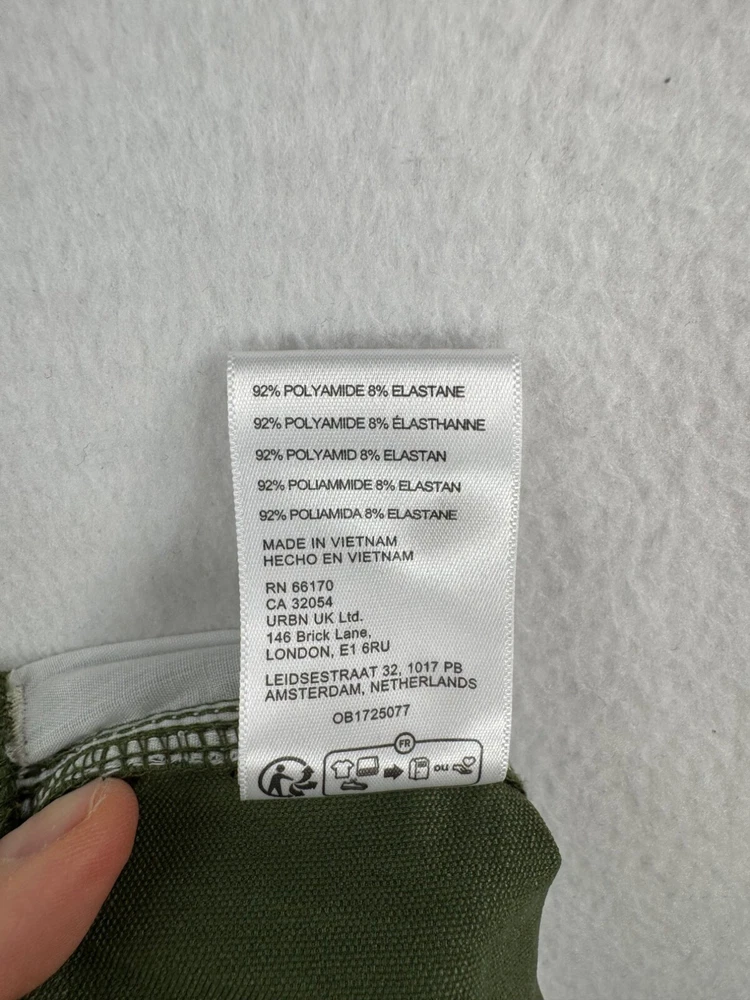 92% POLYAMIDE 8% ELASTANE
92% POLYAMIDE 8% ÉLASTHANNE
92% POLYAMID 8% ELASTAN
92% POLIAMMIDE 8% ELASTAN
92% POLIAMIDA 8% ELASTANE
MADE IN VIETNAM
HECHO EN VIETNAM
RN 66170
CA 32054
URBN UK Ltd.
146 Brick Lane,
LONDON, E1 6RU
LEIDSESTRAAT 32, 1017 PB
AMSTERDAM, NETHERLANDS
OB1725077
FR
OU